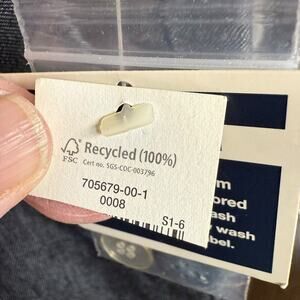 FSC
Recycled (100%)
Cert no. SGS-COC-003796
705679-00-1
0008
S1-6
m
ored
ash
wash
bel.